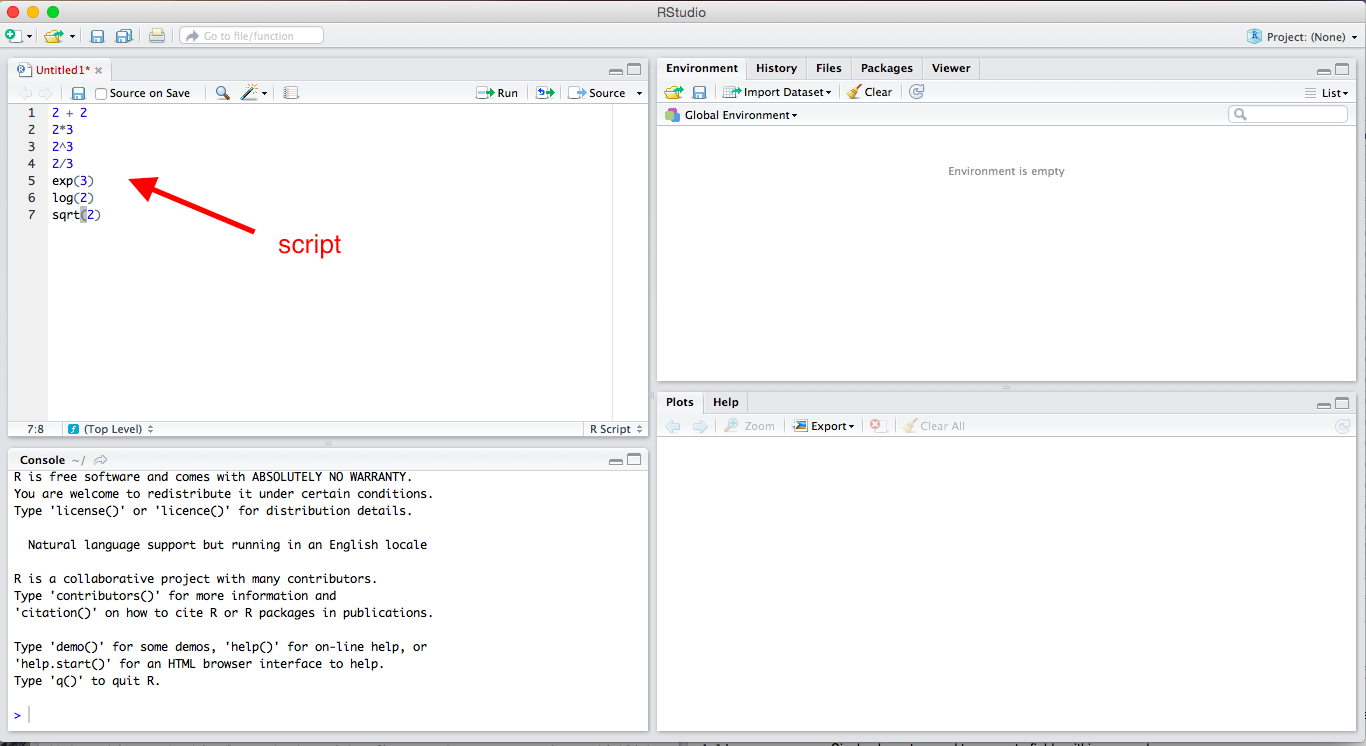 RStudio
Go to file/function
Project: (None)
Untitled1*
Source on Save
Run
Source
1 2 + 2
2 2*3
3 2^3
4 2/3
5 exp(3)
6 log(2)
7 sqrt(2)
script
7:8
(Top Level)
R Script
Console ~/
R is free software and comes with ABSOLUTELY NO WARRANTY.
You are welcome to redistribute it under certain conditions.
Type 'license()' or 'licence()' for distribution details.
Natural language support but running in an English locale
R is a collaborative project with many contributors.
Type 'contributors()' for more information and
'citation()' on how to cite R or R packages in publications.
Type 'demo()' for some demos, 'help()' for on-line help, or
'help.start()' for an HTML browser interface to help.
Type 'q()' to quit R.
>
Environment History Files Packages Viewer
Import Dataset Clear
List
Global Environment
Environment is empty
Plots Help
Zoom Export Clear All